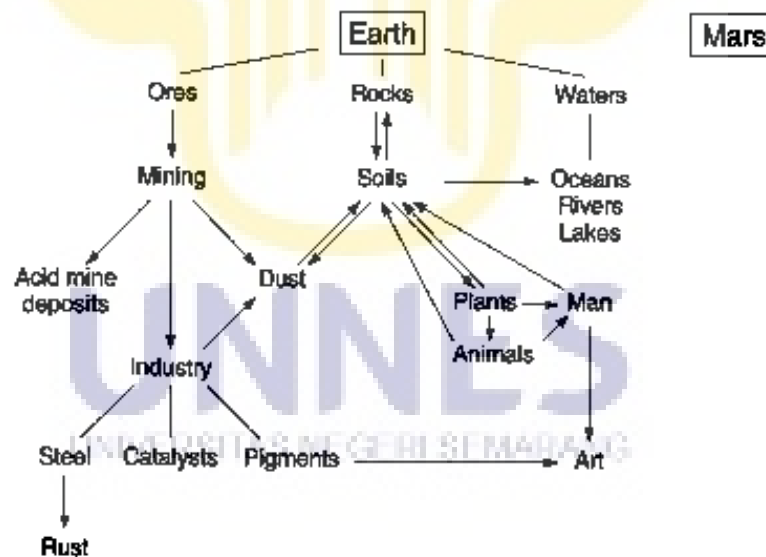 Earth
Mars
Ores Rocks Waters
Mining Soils Oceans
Rivers
Lakes
Acid mine
deposits
Dust Plants Man
Animals
Industry
UNNES
UNIVERSITAS NEGERI SEMARANG
Steel Catalysts Pigments Art
Rust